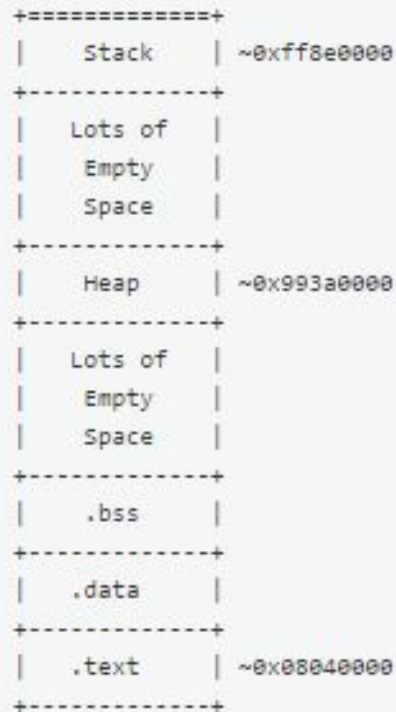 +=============+
|    Stack    | ~0xff8e0000
+-------------+
|   Lots of   |
|    Empty    |
|    Space    |
+-------------+
|    Heap     | ~0x993a0000
+-------------+
|   Lots of   |
|    Empty    |
|    Space    |
+-------------+
|    .bss     |
+-------------+
|   .data     |
+-------------+
|   .text     | ~0x08040000
+-------------+